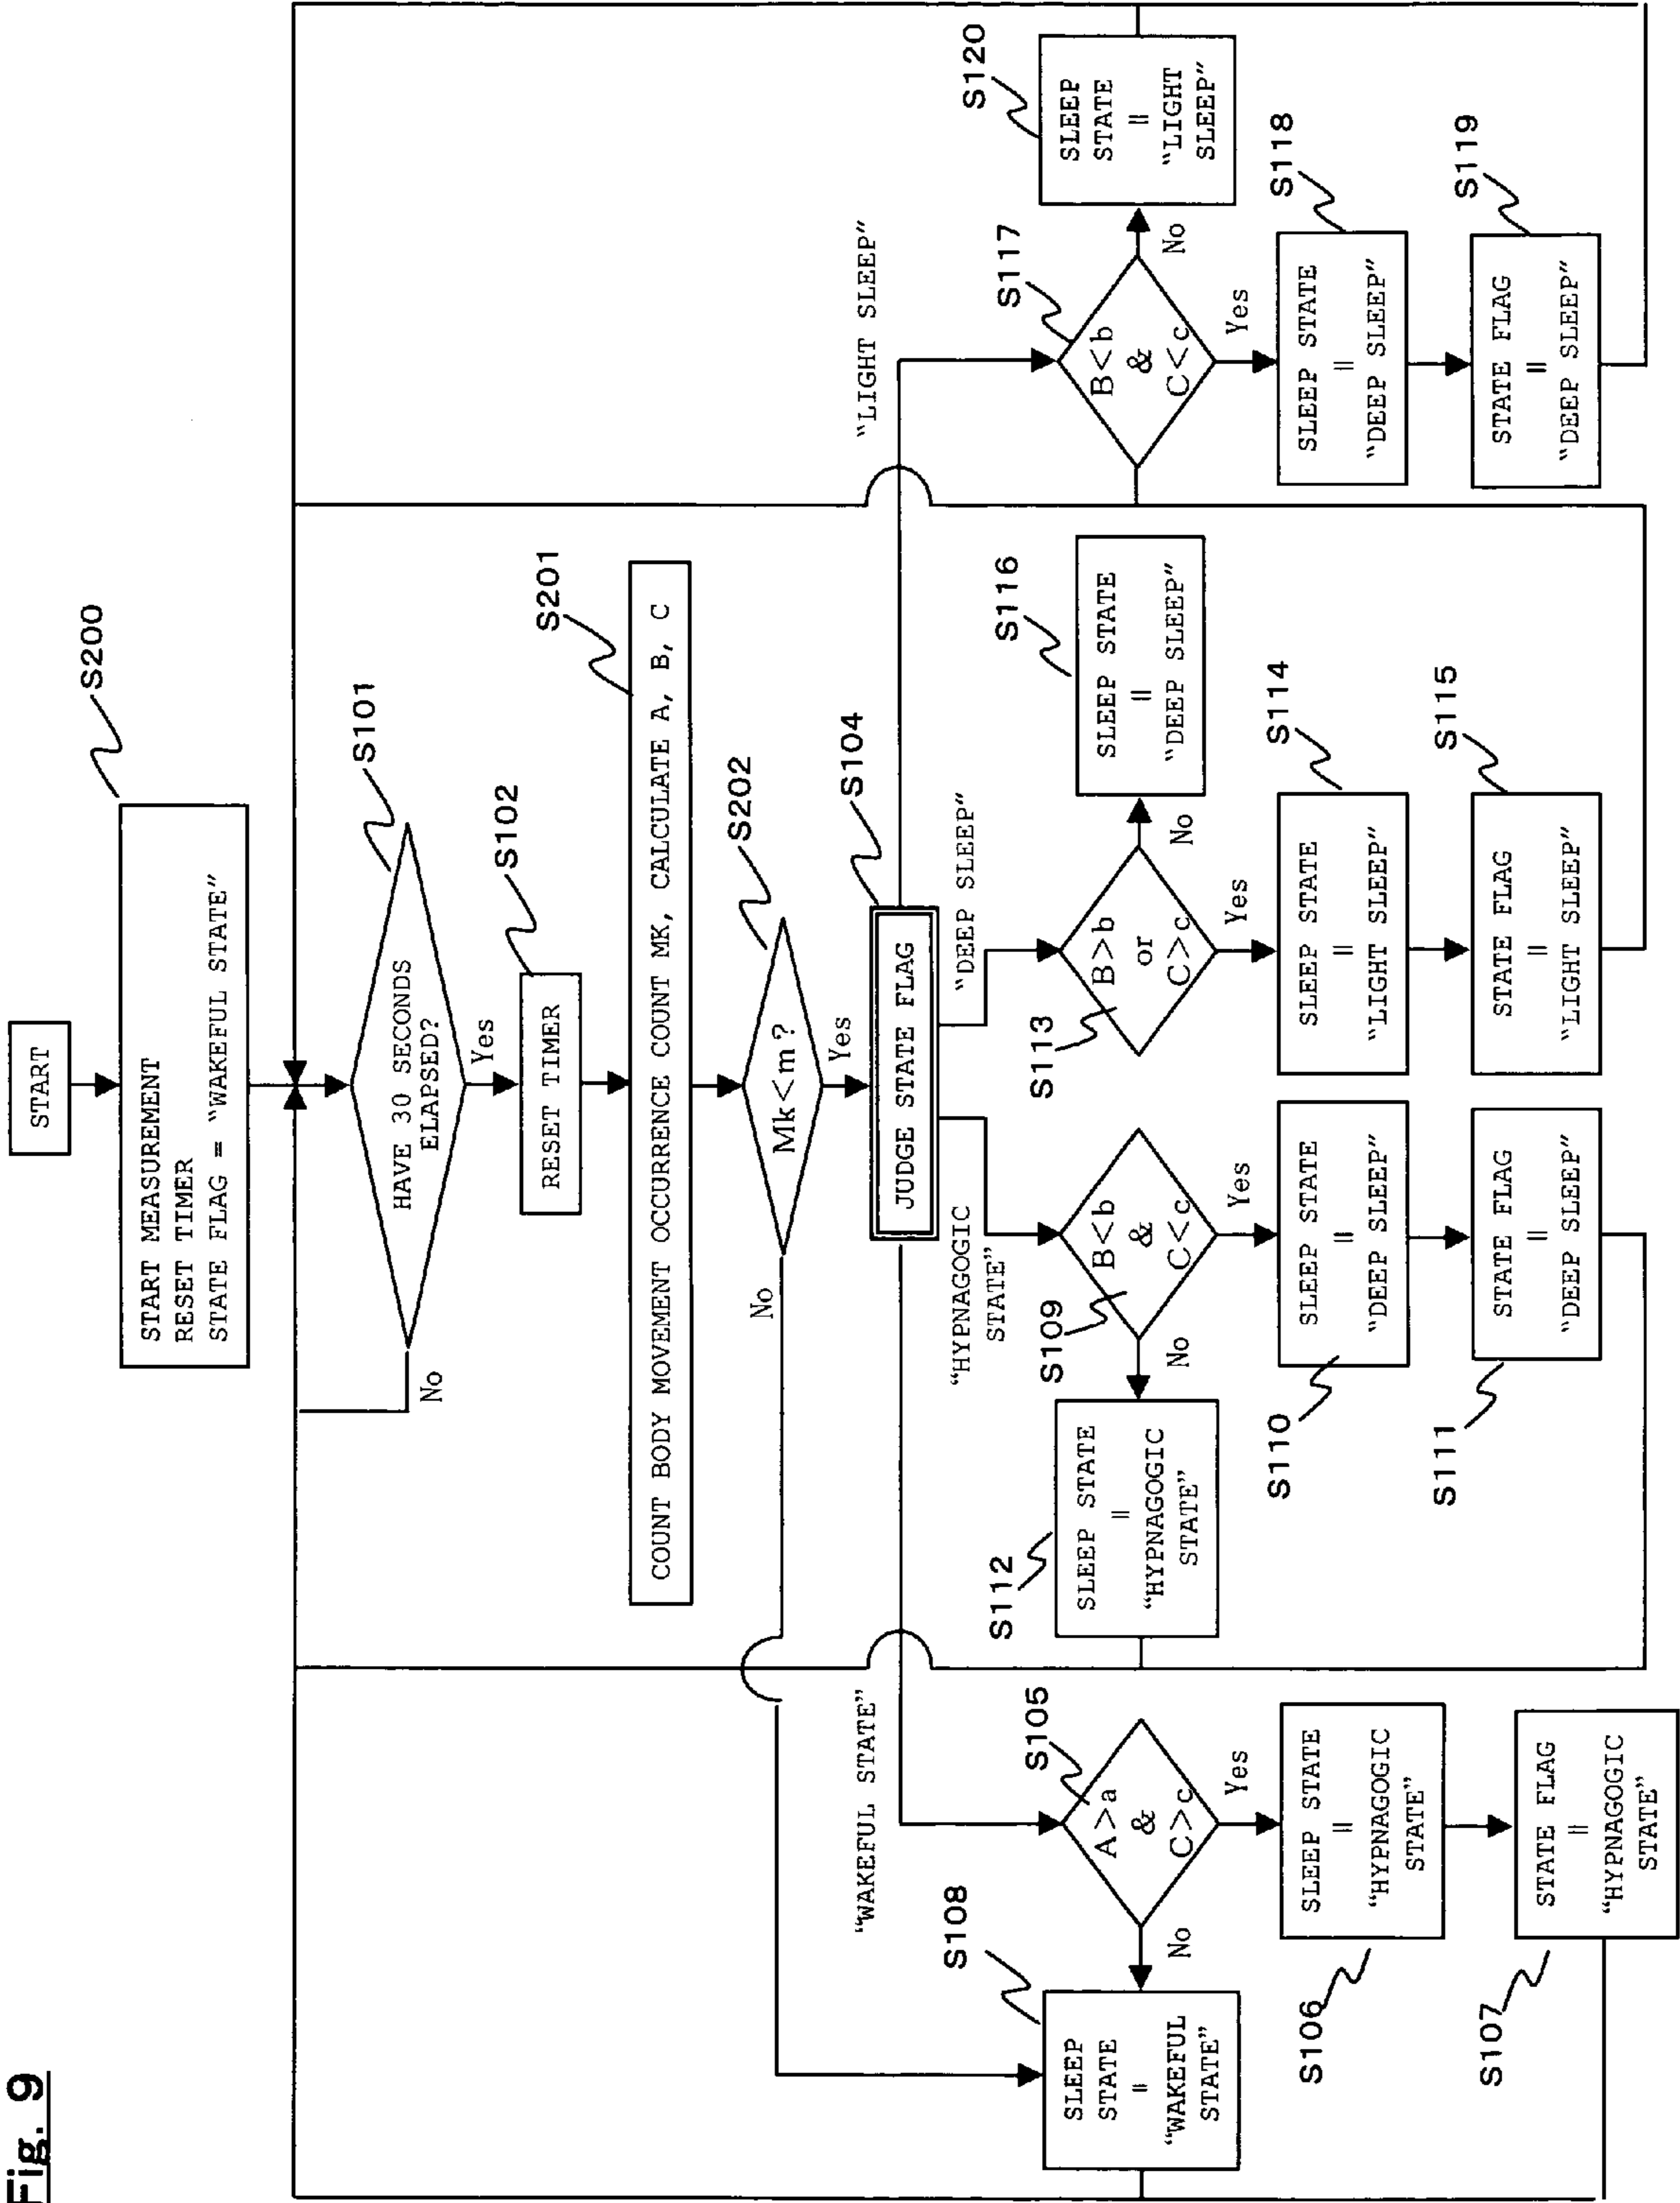 Fig. 9
START
START MEASUREMENT
RESET TIMER
STATE FLAG = "WAKEFUL STATE"
S200
HAVE 30 SECONDS
ELAPSED?
S101
No
Yes
RESET TIMER
S102
COUNT BODY MOVEMENT OCCURRENCE COUNT MK, CALCULATE A, B, C
S201
Mk<m?
S202
No
Yes
JUDGE STATE FLAG
S104
"WAKEFUL STATE"
"HYPNAGOGIC
STATE"
"DEEP SLEEP"
"LIGHT SLEEP"
S108
SLEEP
STATE
=
"WAKEFUL
STATE"
S105
A>a
&
C>c
No
Yes
S106
SLEEP STATE
=
"HYPNAGOGIC
STATE"
S107
STATE FLAG
=
"HYPNAGOGIC
STATE"
S112
SLEEP STATE
=
"HYPNAGOGIC
STATE"
S109
B<b
&
C<c
No
Yes
S110
SLEEP STATE
=
"DEEP SLEEP"
S111
STATE FLAG
=
"DEEP SLEEP"
S113
B>b
or
C>c
No
Yes
S116
SLEEP STATE
=
"DEEP SLEEP"
S114
SLEEP STATE
=
"LIGHT SLEEP"
S115
STATE FLAG
=
"LIGHT SLEEP"
S117
B<b
&
C<c
No
Yes
S120
SLEEP
STATE
=
"LIGHT
SLEEP"
S118
SLEEP STATE
=
"DEEP SLEEP"
S119
STATE FLAG
=
"DEEP SLEEP"